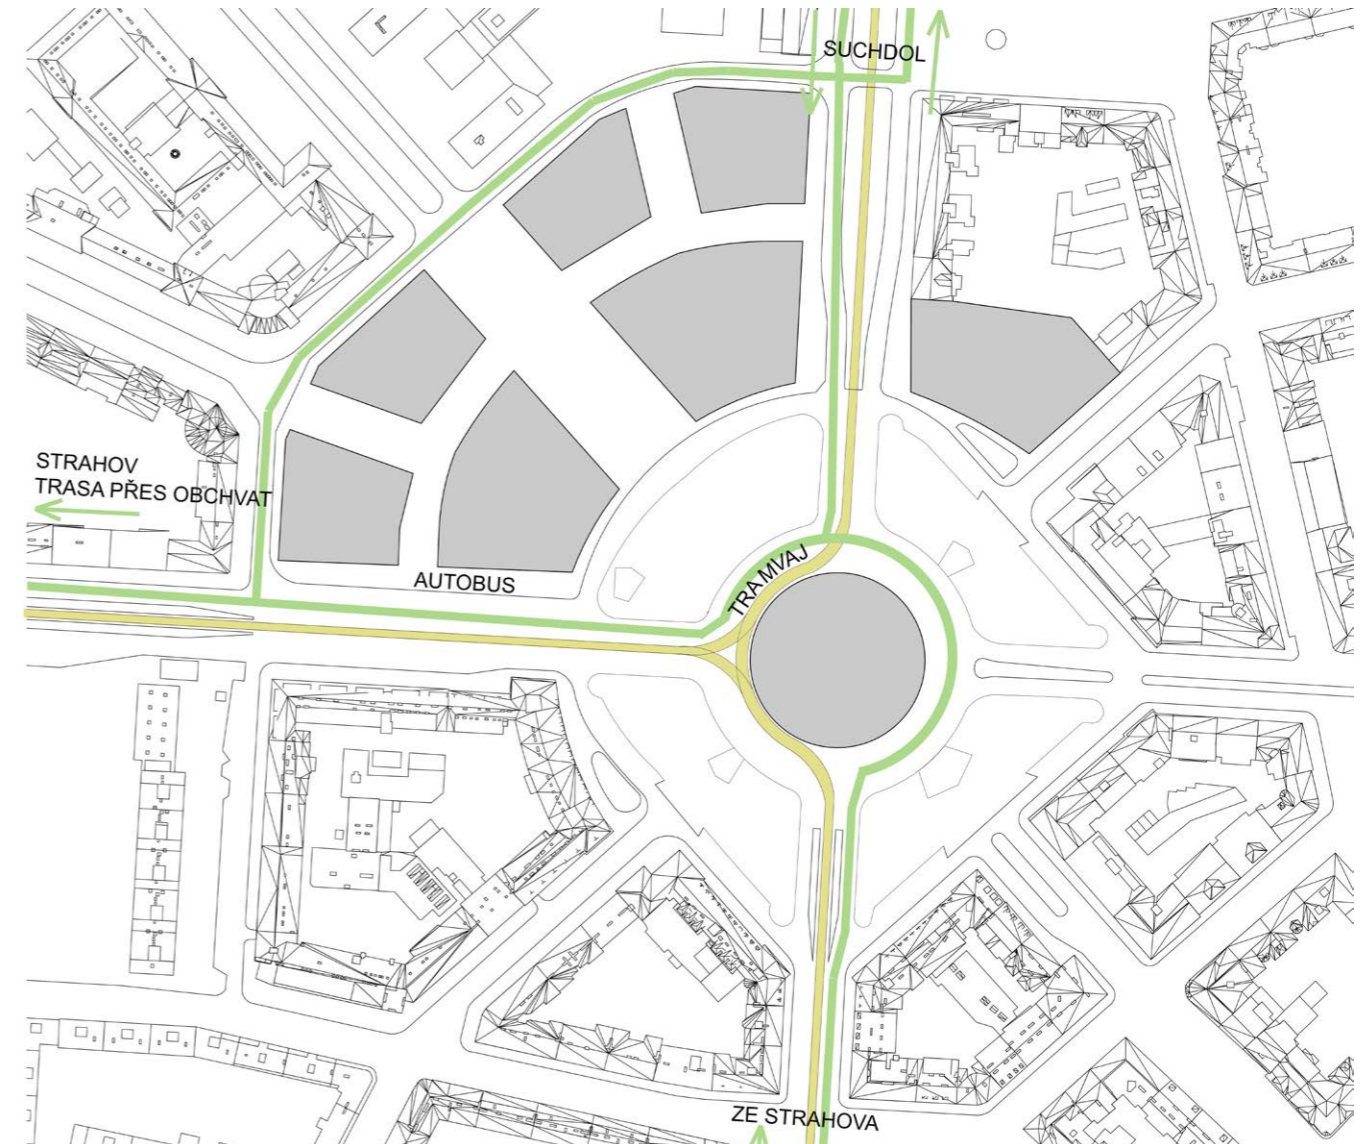 SUCHDOL
STRAHOV
TRASA PŘES OBCHVAT
TRAMVAJ
AUTOBUS
ZE STRAHOVA